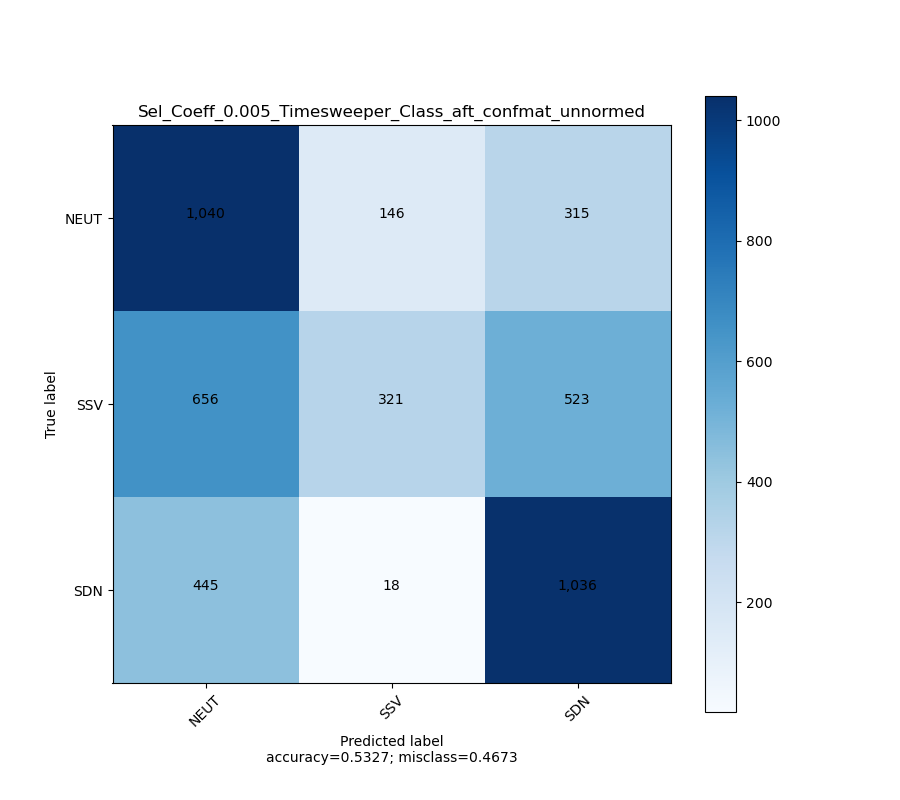 Sel_Coeff_0.005_Timesweeper_Class_aft_confmat_unnormed
1000
800
600
400
200
True label
NEUT
1,040
146
315
SSV
656
321
523
SDN
445
18
1,036
NEUT
SSV
SDN
Predicted label
accuracy=0.5327; misclass=0.4673